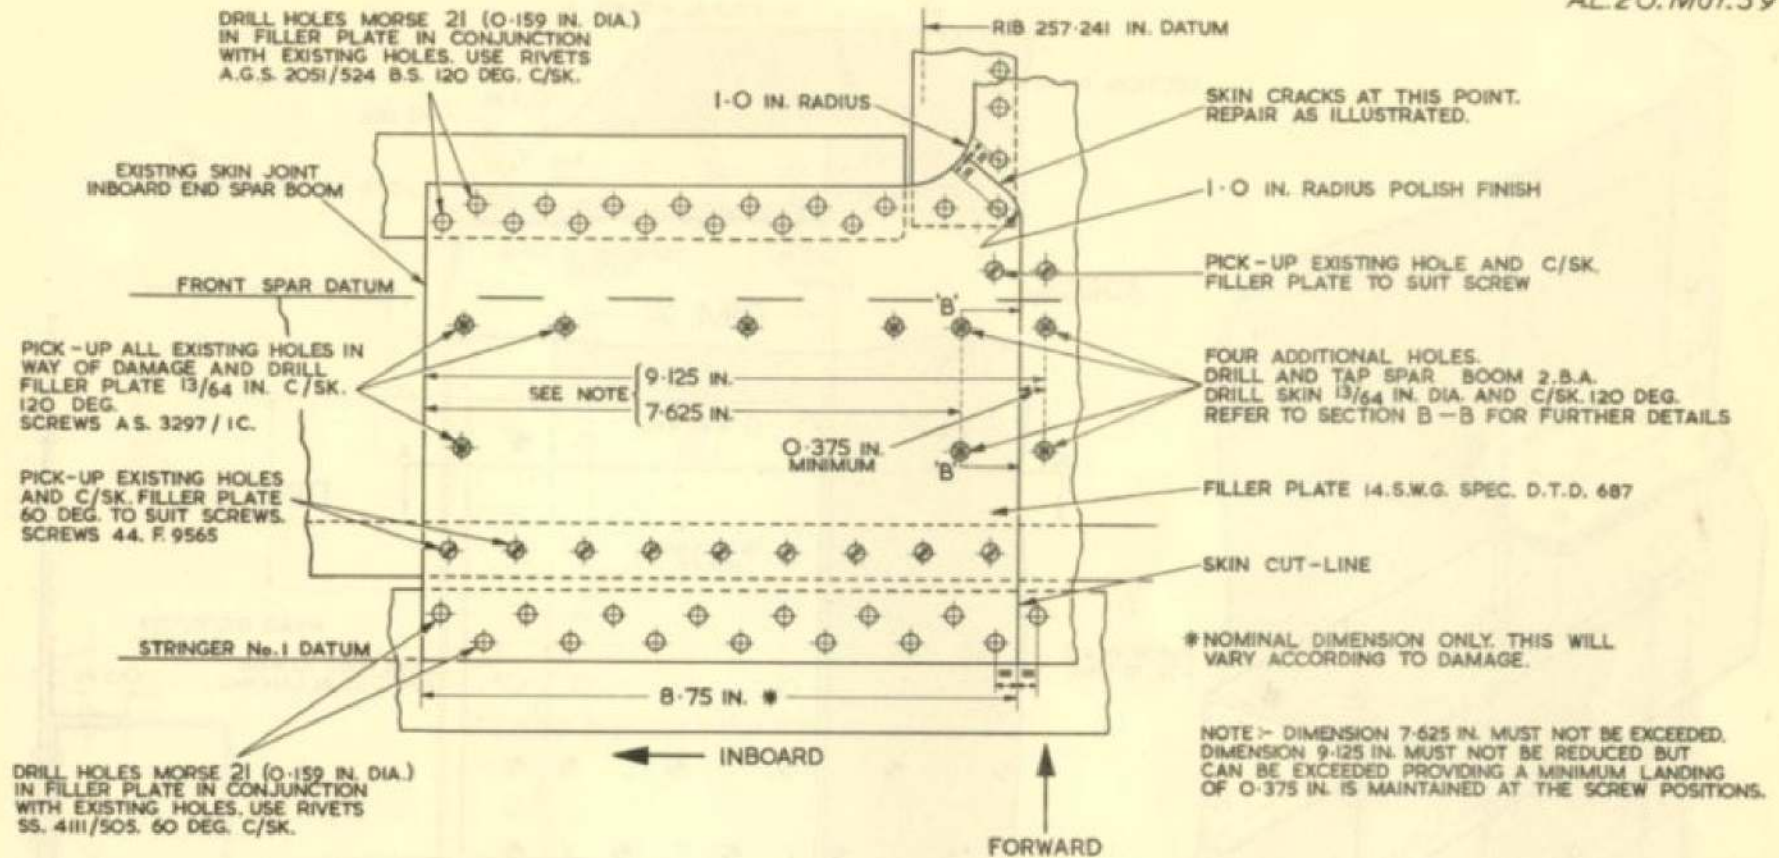 AL.20.MOT.59
DRILL HOLES MORSE 21 (0·159 IN. DIA.)
IN FILLER PLATE IN CONJUNCTION
WITH EXISTING HOLES. USE RIVETS
A.G.S. 2051/524 B.S. 120 DEG. C/SK.
RIB 257·241 IN. DATUM
1·0 IN. RADIUS
SKIN CRACKS AT THIS POINT.
REPAIR AS ILLUSTRATED.
EXISTING SKIN JOINT
INBOARD END SPAR BOOM
1·0 IN. RADIUS POLISH FINISH
PICK-UP EXISTING HOLE AND C/SK.
FILLER PLATE TO SUIT SCREW
FRONT SPAR DATUM
'B'
PICK-UP ALL EXISTING HOLES IN
WAY OF DAMAGE AND DRILL
FILLER PLATE 13/64 IN. C/SK.
120 DEG.
SCREWS A.S. 3297/1C.
SEE NOTE
9·125 IN.
7·625 IN.
0·375 IN.
MINIMUM
'B'
FOUR ADDITIONAL HOLES.
DRILL AND TAP SPAR BOOM 2.B.A.
DRILL SKIN 13/64 IN. DIA. AND C/SK. 120 DEG.
REFER TO SECTION B-B FOR FURTHER DETAILS
PICK-UP EXISTING HOLES
AND C/SK. FILLER PLATE
60 DEG. TO SUIT SCREWS.
SCREWS 44. F. 9565
FILLER PLATE 14.S.W.G. SPEC. D.T.D. 687
SKIN CUT-LINE
STRINGER No.1 DATUM
*NOMINAL DIMENSION ONLY. THIS WILL
VARY ACCORDING TO DAMAGE.
= =
8·75 IN. *
INBOARD
NOTE:- DIMENSION 7·625 IN. MUST NOT BE EXCEEDED.
DIMENSION 9·125 IN. MUST NOT BE REDUCED BUT
CAN BE EXCEEDED PROVIDING A MINIMUM LANDING
OF 0·375 IN. IS MAINTAINED AT THE SCREW POSITIONS.
DRILL HOLES MORSE 21 (0·159 IN. DIA.)
IN FILLER PLATE IN CONJUNCTION
WITH EXISTING HOLES. USE RIVETS
SS. 4111/505. 60 DEG. C/SK.
FORWARD